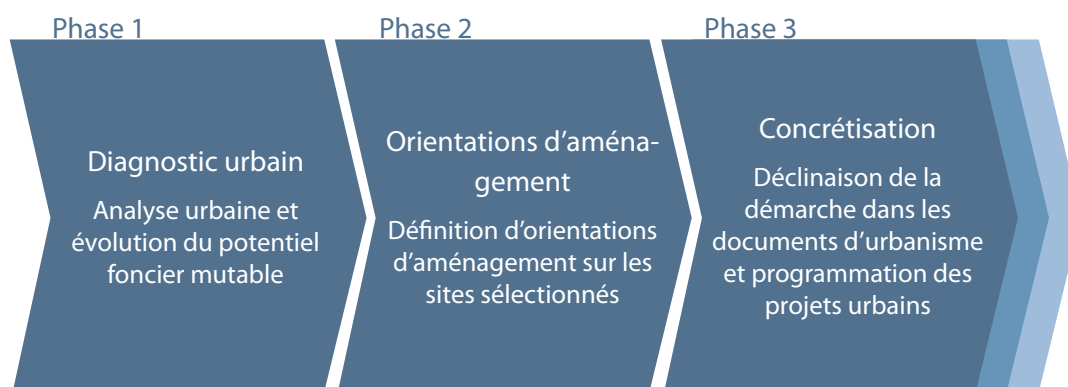 Phase 1
Diagnostic urbain
Analyse urbaine et
évolution du potentiel
foncier mutable
Phase 2
Orientations d’aména-
gement
Définition d’orientations
d’aménagement sur les
sites sélectionnés
Phase 3
Concrétisation
Déclinaison de la
démarche dans les
documents d’urbanisme
et programmation des
projets urbains